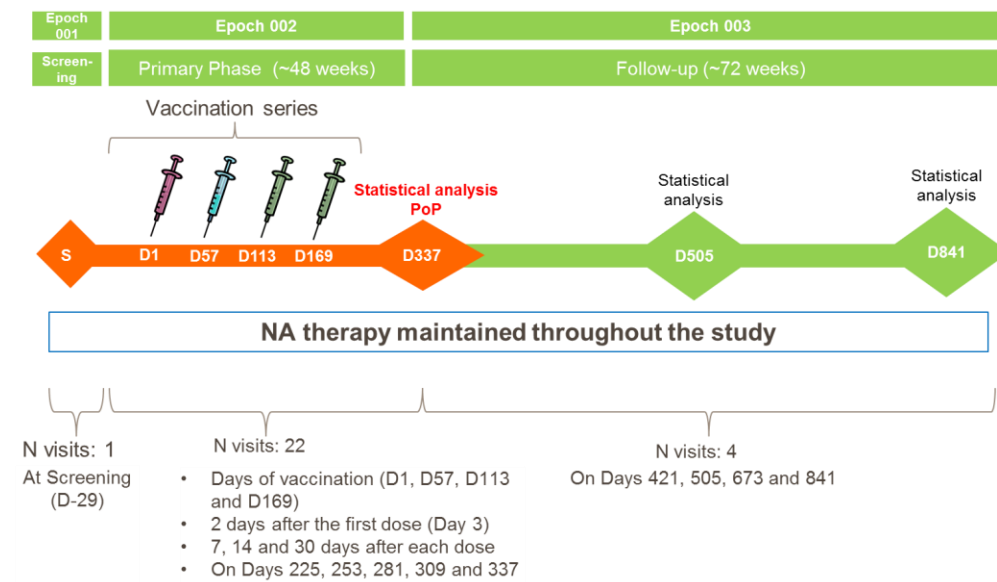 Epoch
001
Epoch 002
Epoch 003
Screen-
ing
Primary Phase (~48 weeks)
Follow-up (~72 weeks)
Vaccination series
Statistical analysis
PoP
Statistical
analysis
Statistical
analysis
S
D1
D57
D113
D169
D337
D505
D841
NA therapy maintained throughout the study
N visits: 1
At Screening
(D-29)
N visits: 22
• Days of vaccination (D1, D57, D113
and D169)
• 2 days after the first dose (Day 3)
• 7, 14 and 30 days after each dose
• On Days 225, 253, 281, 309 and 337
N visits: 4
On Days 421, 505, 673 and 841